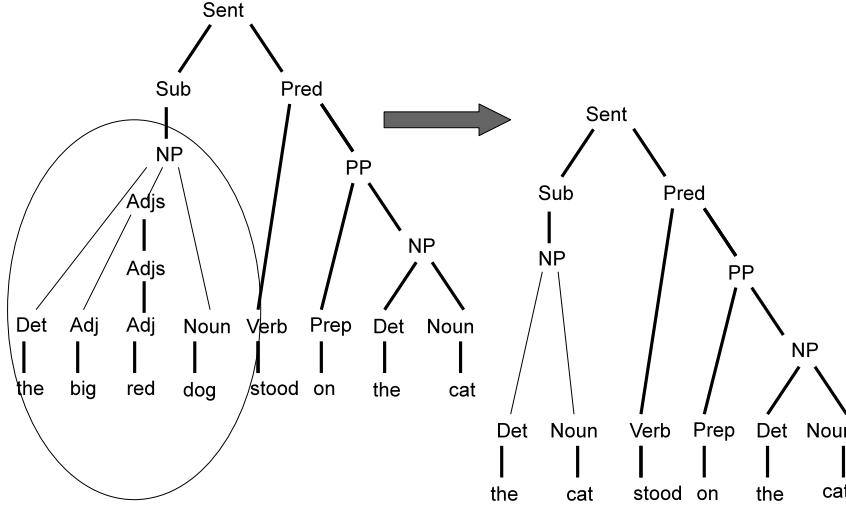 Sent
Sub Pred
NP PP
Adjs NP
Adjs
Det Adj Adj Noun Verb Prep Det Noun
the big red dog stood on the cat
Sent
Sub Pred
NP PP
NP
Det Noun Verb Prep Det Noun
the cat stood on the cat